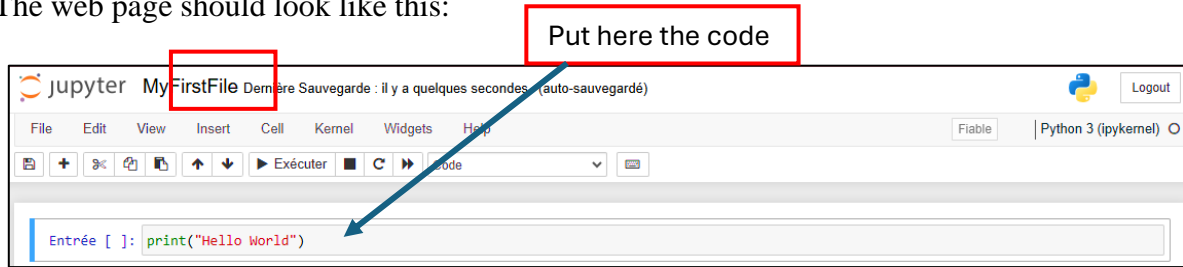 The web page should look like this:
Put here the code
jupyter MyFirstFile Dernière Sauvegarde : il y a quelques secondes (auto-sauvegardé)
Logout
File Edit View Insert Cell Kernel Widgets Help
Fiable
Python 3 (ipykernel)
Exécuter
Code
Entrée [ ]: print("Hello World")